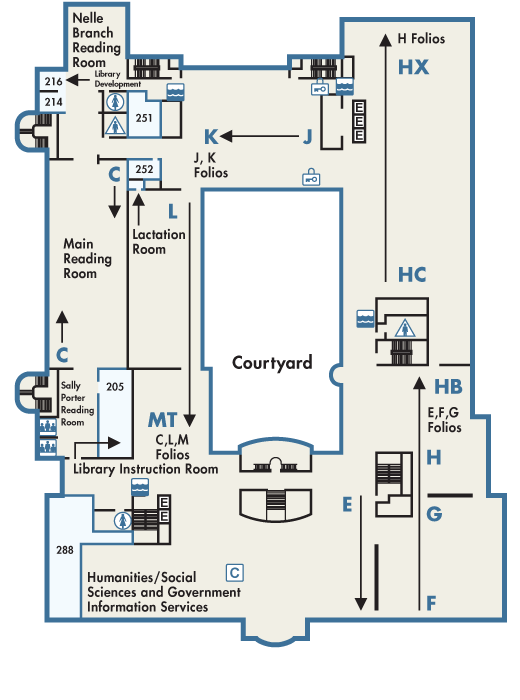 Nelle
Branch
Reading
Room
H Folios
HX
216
Library
Development
214
251
E
E
E
K
J
J, K
Folios
C
252
L
Lactation
Room
Main
Reading
Room
HC
C
Courtyard
Sally
Porter
Reading
Room
205
HB
MT
E,F,G
Folios
C,L,M
Folios
Library Instruction Room
H
E
G
E
E
288
C
Humanities/Social
Sciences and Government
Information Services
F